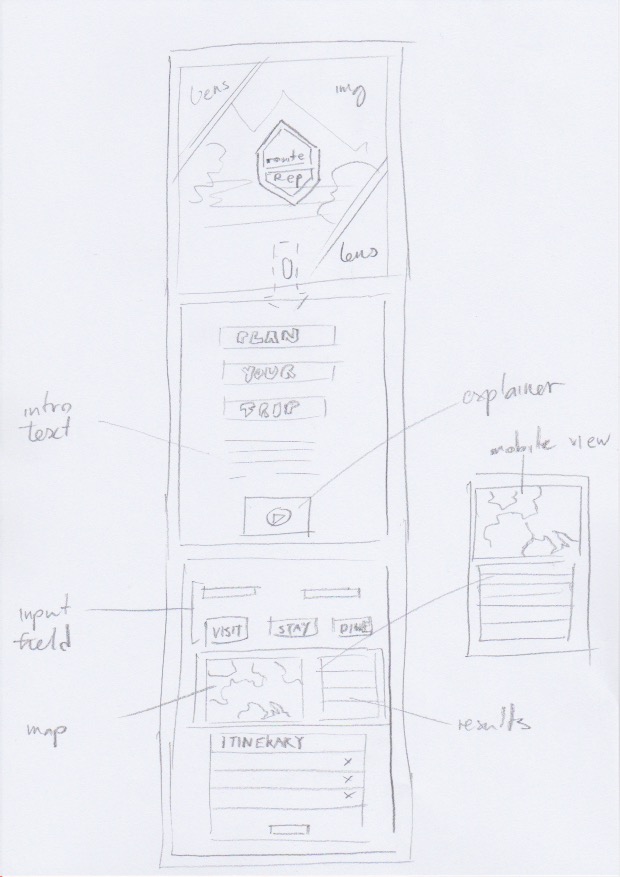 lens
img
route
Rep
lens
PLAN
YOUR
TRIP
intro
text
explainer
mobile view
input
field
VISIT
STAY
DINE
map
results
ITINERARY
x
x
x